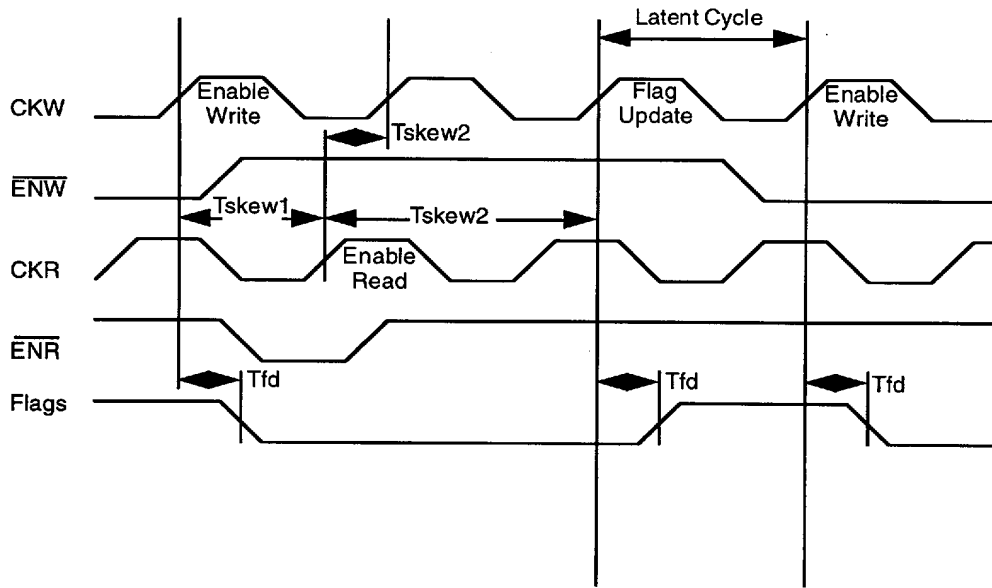 Latent Cycle
CKW
Enable
Write
Flag
Update
Enable
Write
Tskew2
ENW
Tskew1
Tskew2
CKR
Enable
Read
ENR
Tfd
Tfd
Tfd
Flags